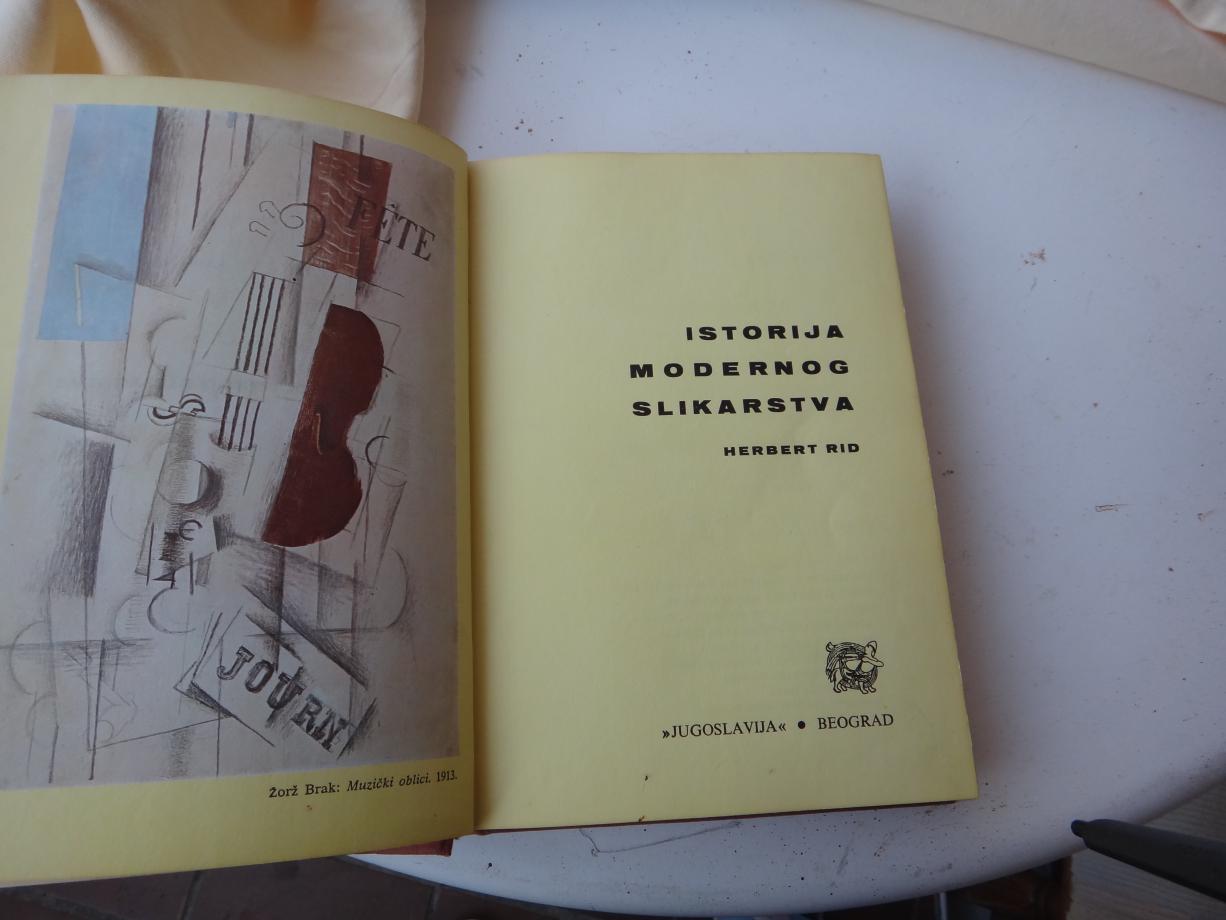 FÊTE
JOURN
Žorž Brak: Muzički oblici. 1913.
ISTORIJA
MODERNOG
SLIKARSTVA
HERBERT RID
»JUGOSLAVIJA« • BEOGRAD